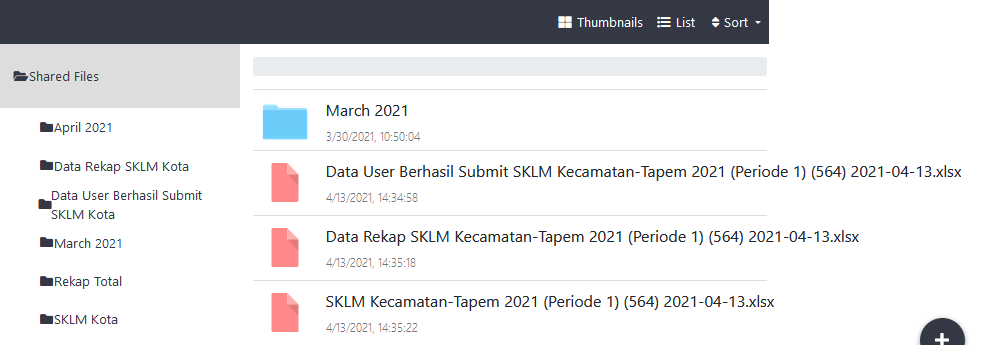 Thumbnails List Sort
Shared Files
April 2021
Data Rekap SKLM Kota
Data User Berhasil Submit
SKLM Kota
March 2021
Rekap Total
SKLM Kota
March 2021
3/30/2021, 10:50:04
Data User Berhasil Submit SKLM Kecamatan-Tapem 2021 (Periode 1) (564) 2021-04-13.xlsx
4/13/2021, 14:34:58
Data Rekap SKLM Kecamatan-Tapem 2021 (Periode 1) (564) 2021-04-13.xlsx
4/13/2021, 14:35:18
SKLM Kecamatan-Tapem 2021 (Periode 1) (564) 2021-04-13.xlsx
4/13/2021, 14:35:22